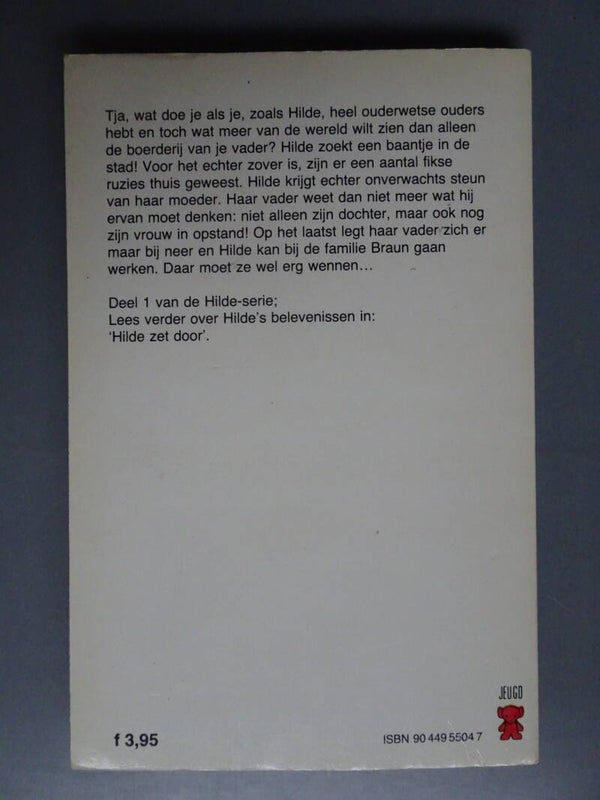 Tja, wat doe je als je, zoals Hilde, heel ouderwetse ouders
hebt en toch wat meer van de wereld wilt zien dan alleen
de boerderij van je vader? Hilde zoekt een baantje in de
stad! Voor het echter zover is, zijn er een aantal fikse
ruzies thuis geweest. Hilde krijgt echter onverwachts steun
van haar moeder. Haar vader weet dan niet meer wat hij
ervan moet denken: niet alleen zijn dochter, maar ook nog
zijn vrouw in opstand! Op het laatst legt haar vader zich er
maar bij neer en Hilde kan bij de familie Braun gaan
werken. Daar moet ze wel erg wennen...
Deel 1 van de Hilde-serie;
Lees verder over Hilde's belevenissen in:
'Hilde zet door'.
JEUGD
f 3,95
ISBN 90 449 5504 7